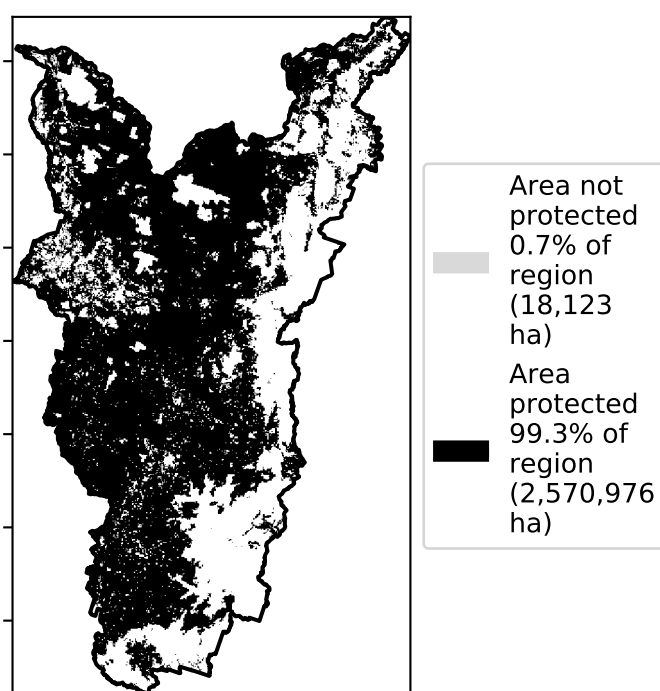 Area not
protected
0.7% of
region
(18,123
ha)
Area
protected
99.3% of
region
(2,570,976
ha)